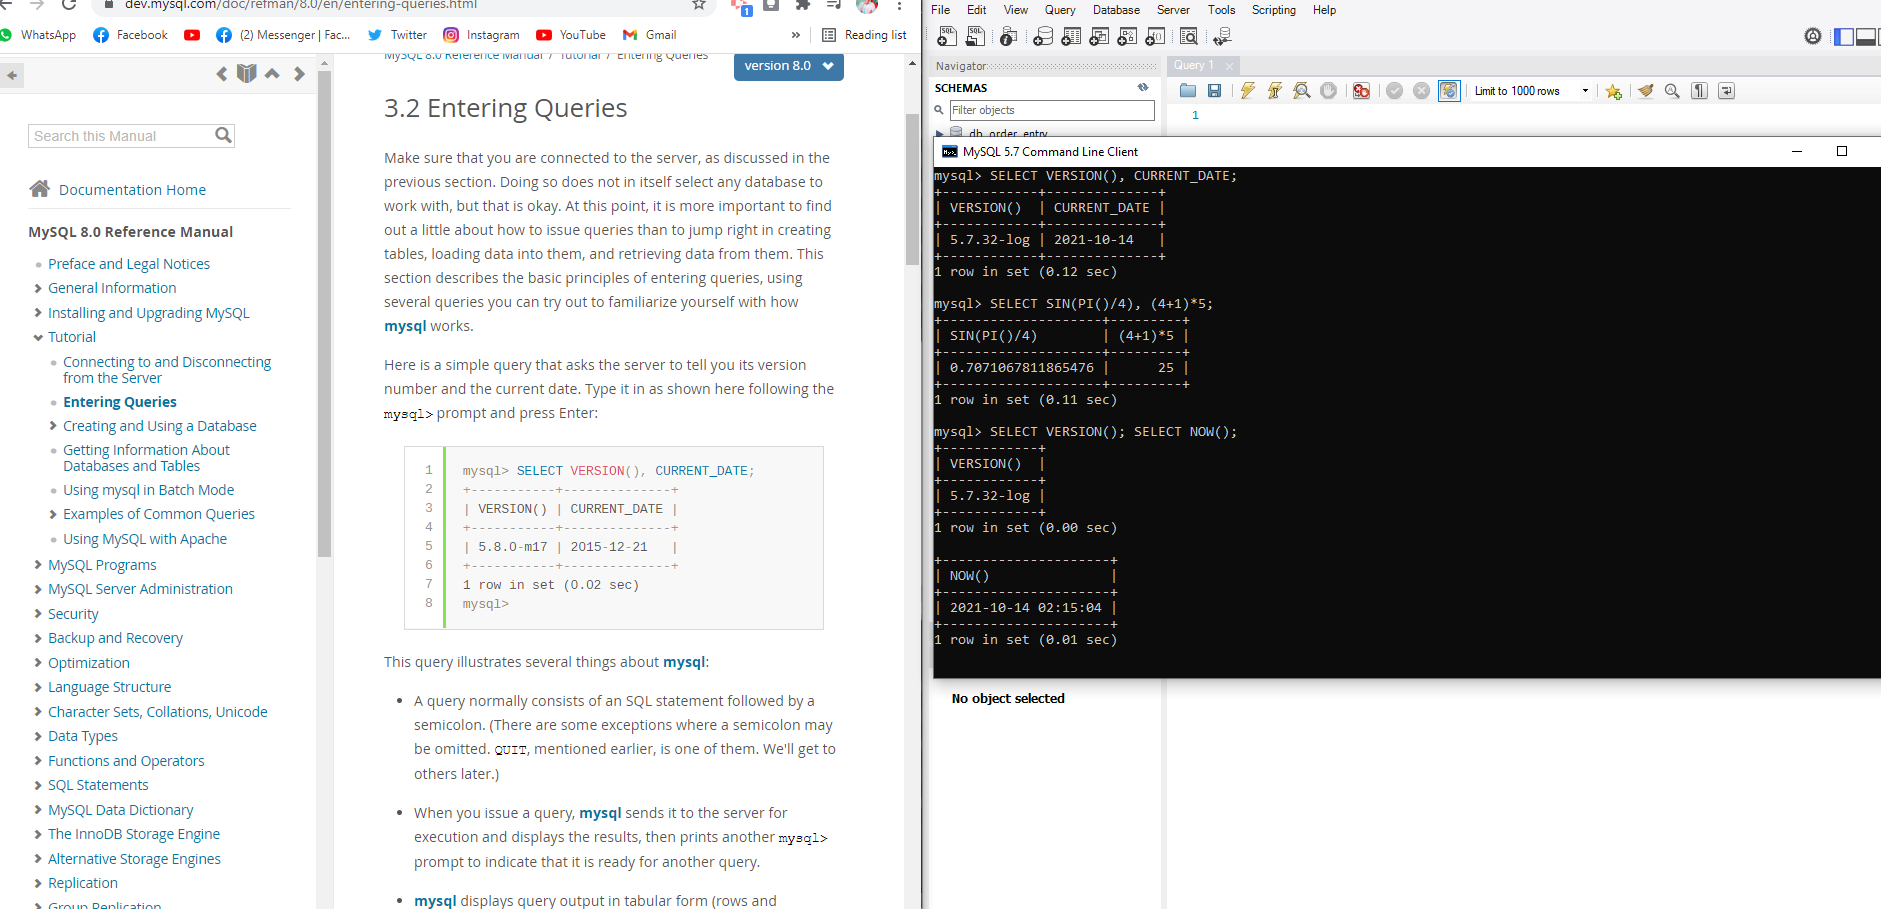 dev.mysql.com/doc/refman/8.0/en/entering-queries.html
1
WhatsApp
Facebook
(2) Messenger | Fac...
Twitter
Instagram
YouTube
Gmail
»
Reading list
Search this Manual
Documentation Home
MySQL 8.0 Reference Manual
Preface and Legal Notices
General Information
Installing and Upgrading MySQL
Tutorial
Connecting to and Disconnecting
from the Server
Entering Queries
Creating and Using a Database
Getting Information About
Databases and Tables
Using mysql in Batch Mode
Examples of Common Queries
Using MySQL with Apache
MySQL Programs
MySQL Server Administration
Security
Backup and Recovery
Optimization
Language Structure
Character Sets, Collations, Unicode
Data Types
Functions and Operators
SQL Statements
MySQL Data Dictionary
The InnoDB Storage Engine
Alternative Storage Engines
Replication
Group Replication
MySQL 8.0 Reference Manual / Tutorial / Entering Queries
version 8.0
3.2 Entering Queries
Make sure that you are connected to the server, as discussed in the
previous section. Doing so does not in itself select any database to
work with, but that is okay. At this point, it is more important to find
out a little about how to issue queries than to jump right in creating
tables, loading data into them, and retrieving data from them. This
section describes the basic principles of entering queries, using
several queries you can try out to familiarize yourself with how
mysql works.
Here is a simple query that asks the server to tell you its version
number and the current date. Type it in as shown here following the
mysql> prompt and press Enter:
1 mysql> SELECT VERSION(), CURRENT_DATE;
2 +-----------+--------------+
3 | VERSION() | CURRENT_DATE |
4 +-----------+--------------+
5 | 5.8.0-m17 | 2015-12-21   |
6 +-----------+--------------+
7 1 row in set (0.02 sec)
8 mysql>
This query illustrates several things about mysql:
• A query normally consists of an SQL statement followed by a
semicolon. (There are some exceptions where a semicolon may
be omitted. QUIT, mentioned earlier, is one of them. We'll get to
others later.)
• When you issue a query, mysql sends it to the server for
execution and displays the results, then prints another mysql>
prompt to indicate that it is ready for another query.
• mysql displays query output in tabular form (rows and
File Edit View Query Database Server Tools Scripting Help
Navigator
SCHEMAS
Filter objects
db_order_entry
Query 1
Limit to 1000 rows
1
MySQL 5.7 Command Line Client
mysql> SELECT VERSION(), CURRENT_DATE;
+------------+--------------+
| VERSION()  | CURRENT_DATE |
+------------+--------------+
| 5.7.32-log | 2021-10-14   |
+------------+--------------+
1 row in set (0.12 sec)
mysql> SELECT SIN(PI()/4), (4+1)*5;
+--------------------+---------+
| SIN(PI()/4)        | (4+1)*5 |
+--------------------+---------+
| 0.7071067811865476 |      25 |
+--------------------+---------+
1 row in set (0.11 sec)
mysql> SELECT VERSION(); SELECT NOW();
+------------+
| VERSION()  |
+------------+
| 5.7.32-log |
+------------+
1 row in set (0.00 sec)
+---------------------+
| NOW()               |
+---------------------+
| 2021-10-14 02:15:04 |
+---------------------+
1 row in set (0.01 sec)
No object selected